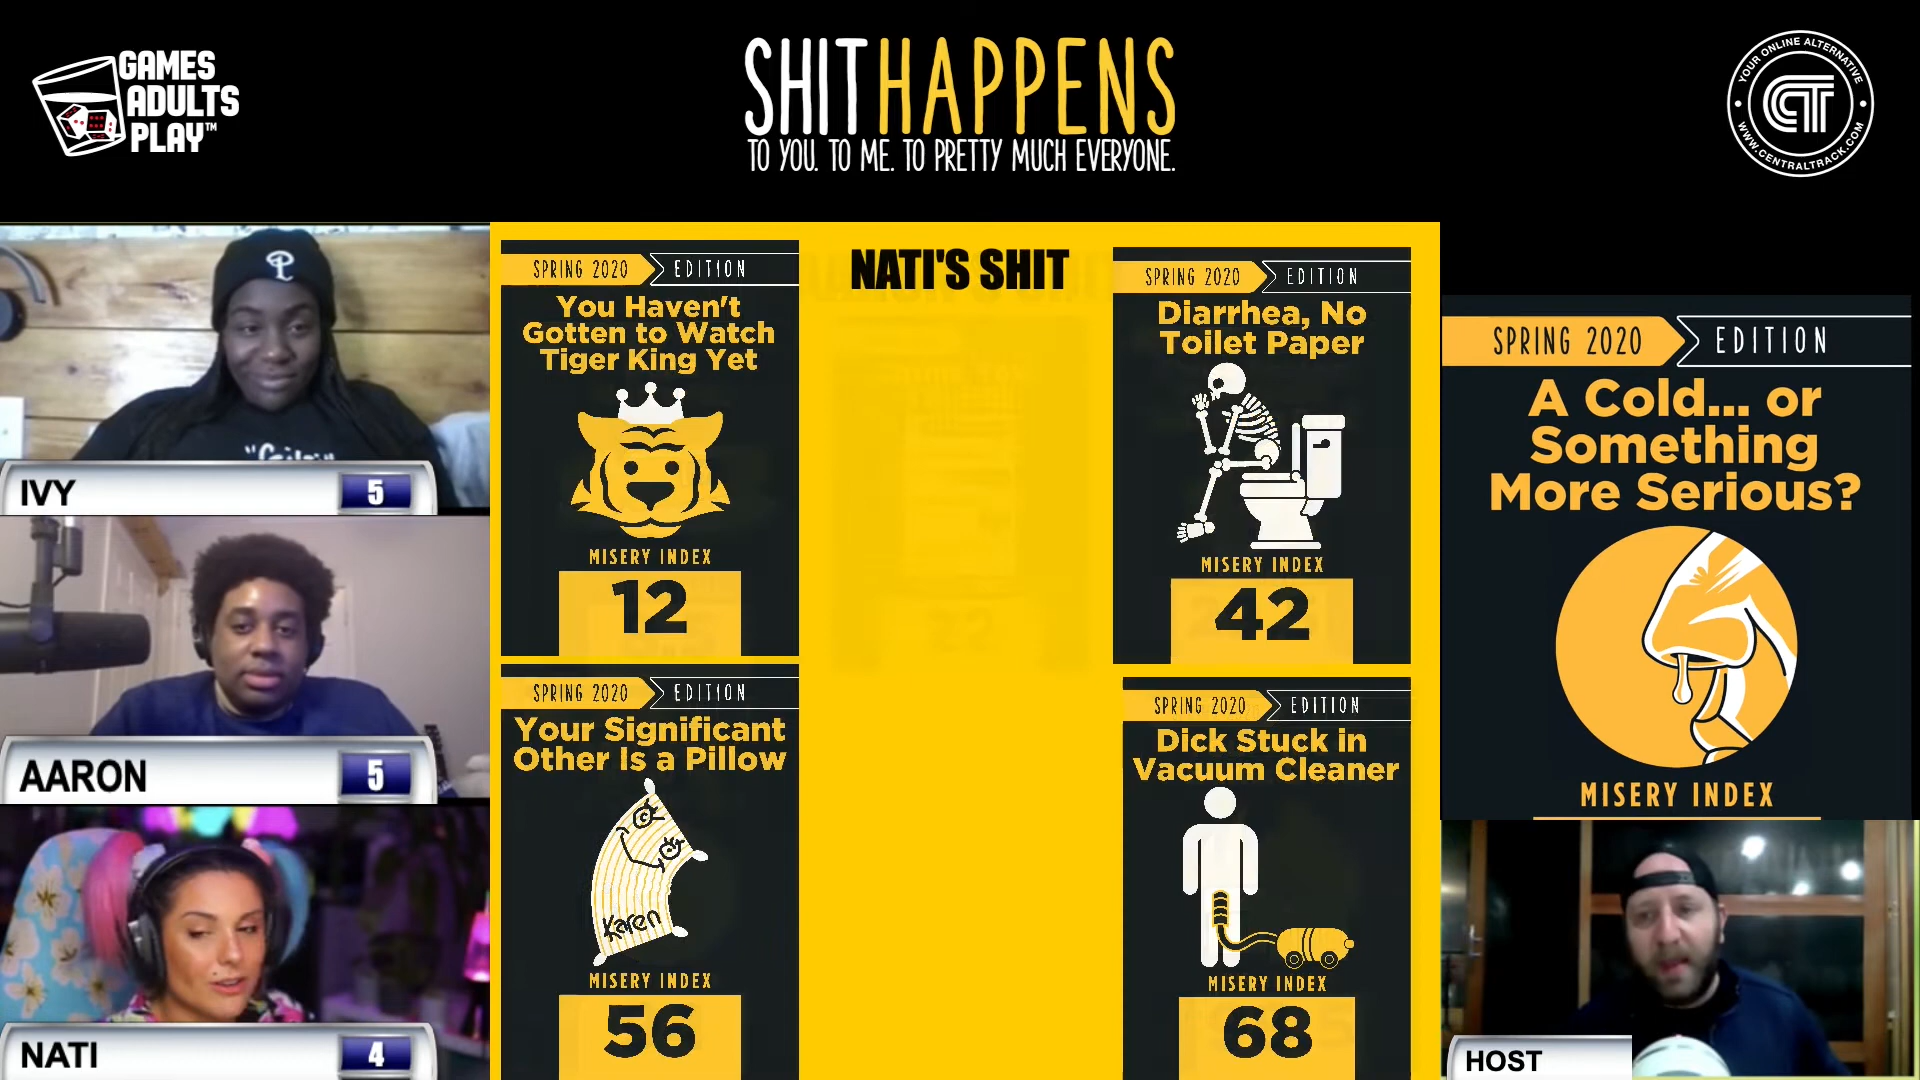 GAMES
ADULTS
PLAY™
SHIT HAPPENS
TO YOU. TO ME. TO PRETTY MUCH EVERYONE.
YOUR ONLINE ALTERNATIVE
CT
WWW.CENTRALTRACK.COM
IVY 5
AARON 5
NATI 4
NATI'S SHIT
SPRING 2020 EDITION
You Haven't
Gotten to Watch
Tiger King Yet
MISERY INDEX
12
SPRING 2020 EDITION
Diarrhea, No
Toilet Paper
MISERY INDEX
42
SPRING 2020 EDITION
Your Significant
Other Is a Pillow
Karen
MISERY INDEX
56
SPRING 2020 EDITION
Dick Stuck in
Vacuum Cleaner
MISERY INDEX
68
SPRING 2020 EDITION
A Cold... or
Something
More Serious?
MISERY INDEX
HOST